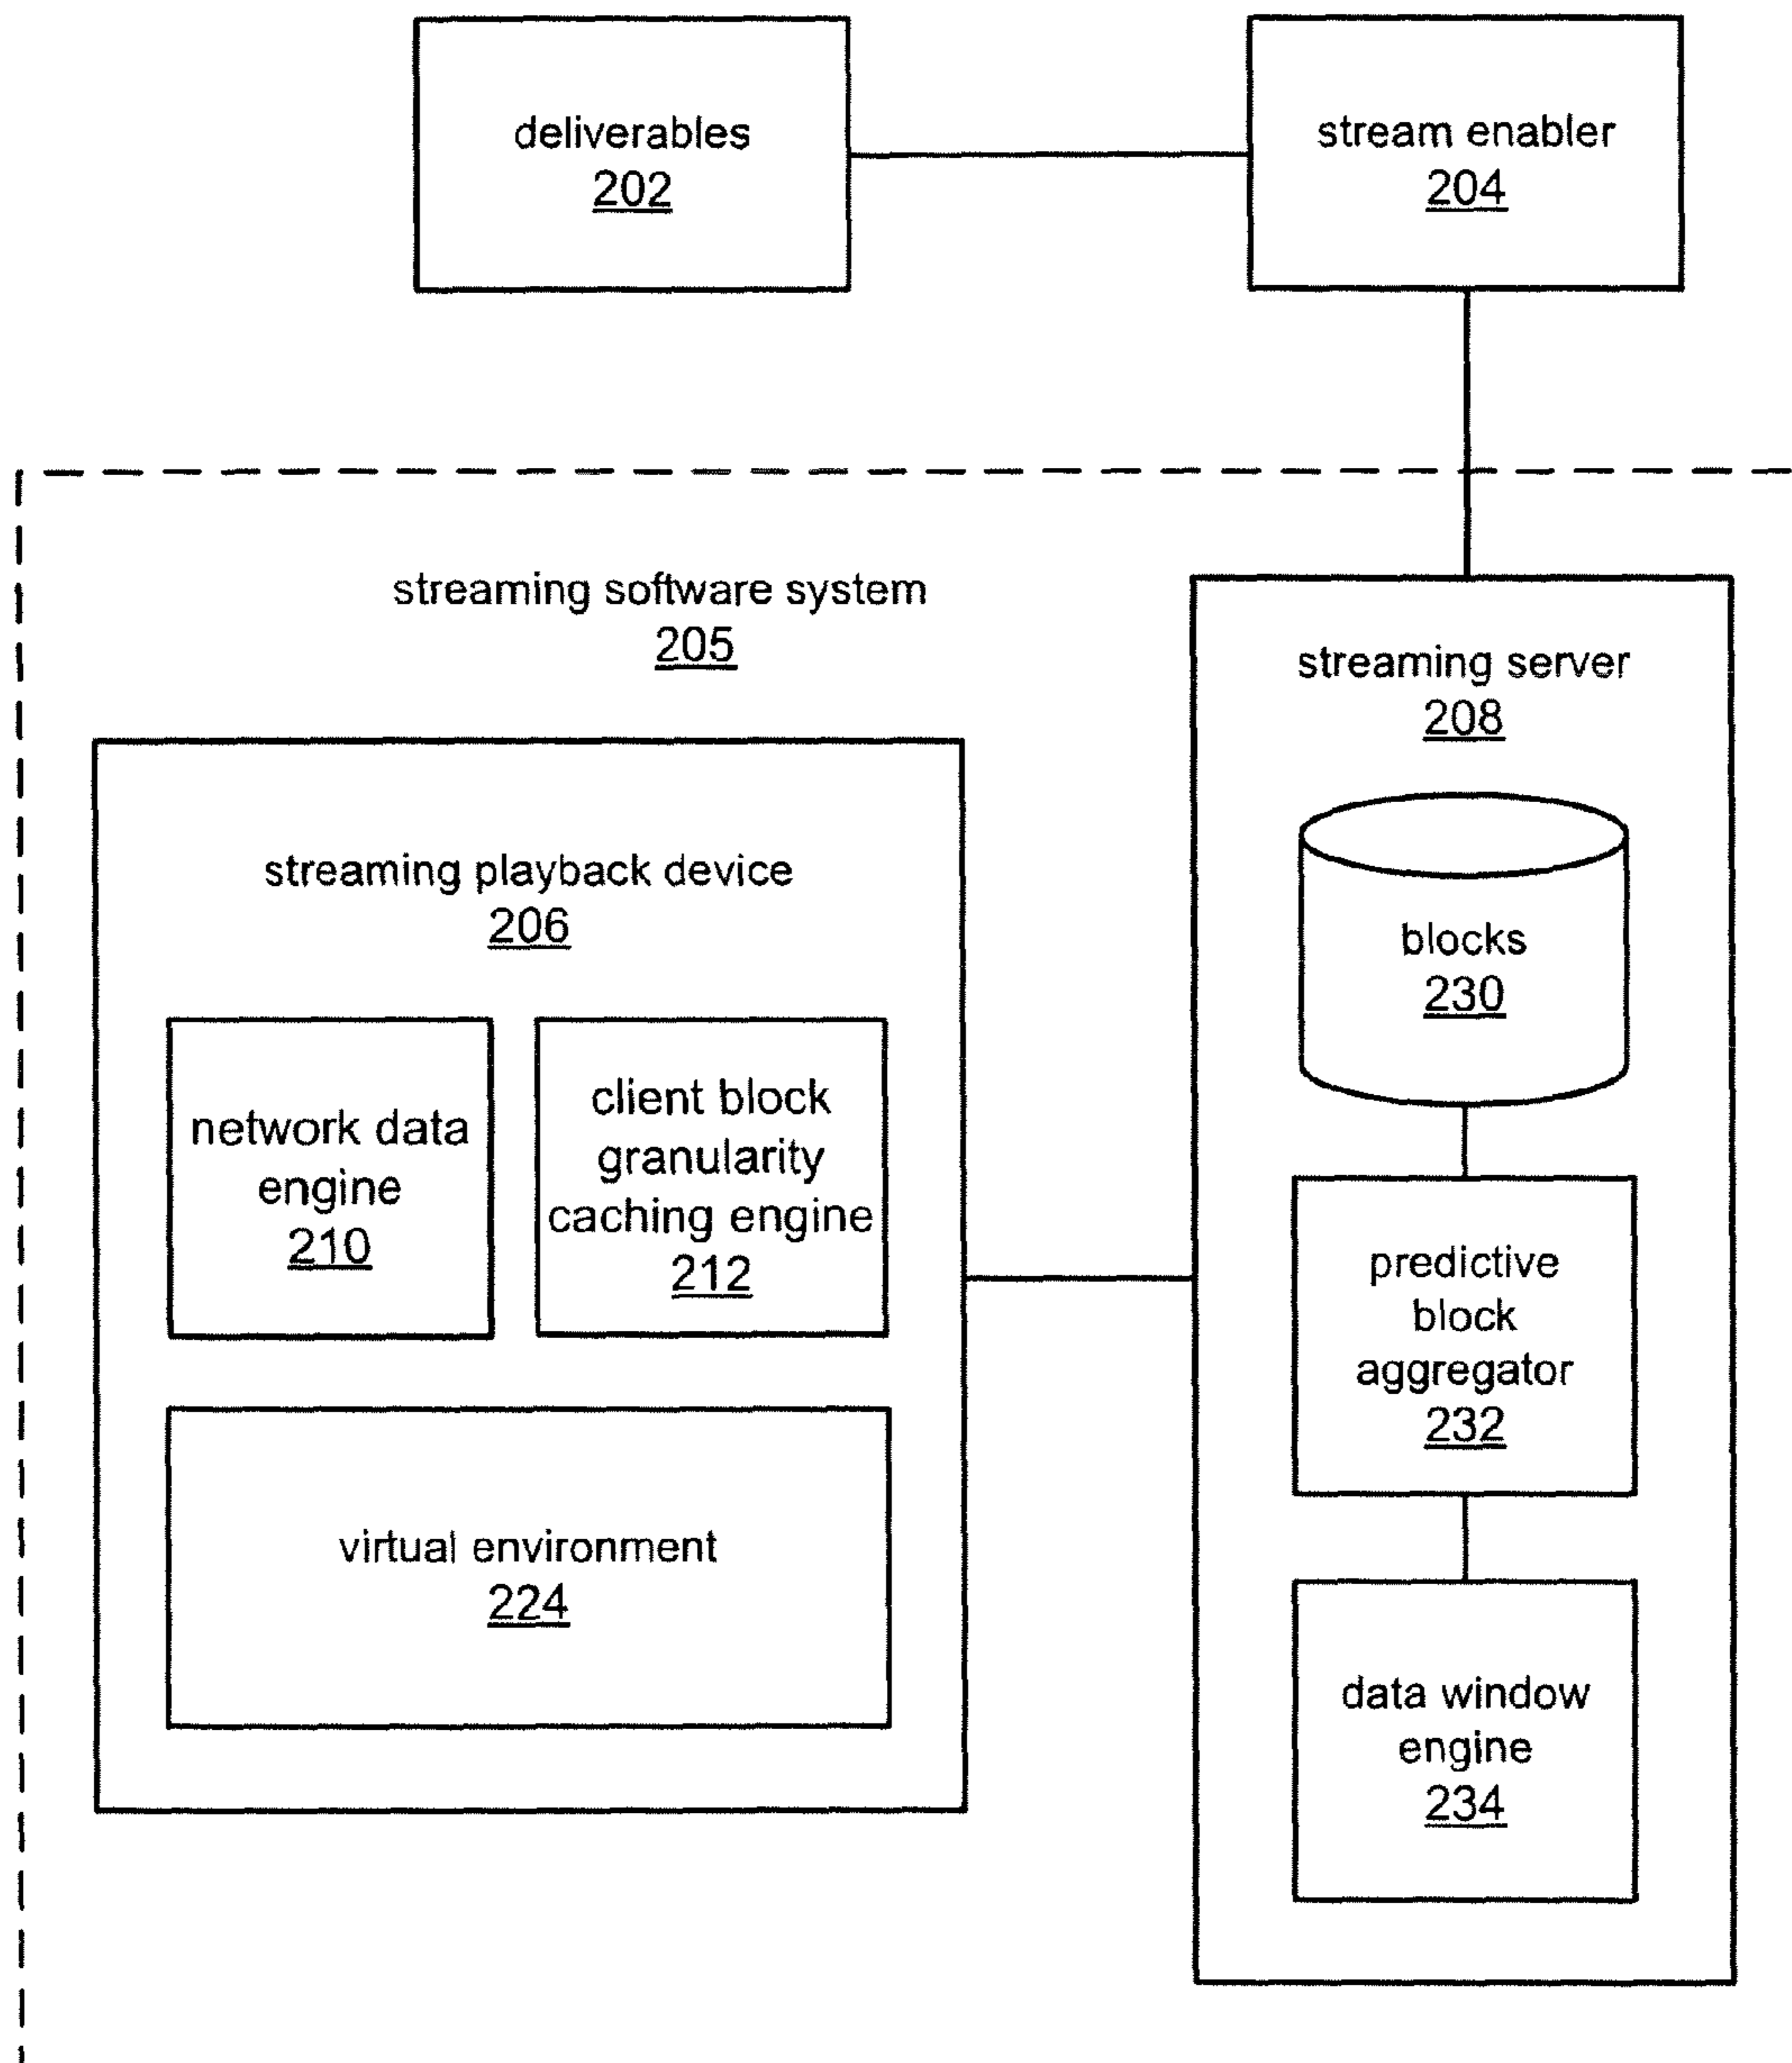 deliverables
202
stream enabler
204
streaming software system
205
streaming server
208
streaming playback device
206
blocks
230
network data
engine
210
client block
granularity
caching engine
212
predictive
block
aggregator
232
virtual environment
224
data window
engine
234